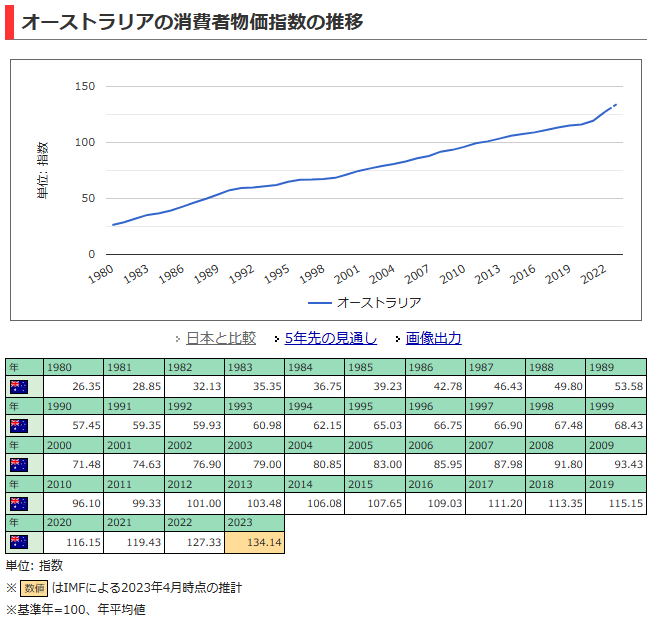 オーストラリアの消費者物価指数の推移
150
100
50
0
単位: 指数
1980 1983 1986 1989 1992 1995 1998 2001 2004 2007 2010 2013 2016 2019 2022
オーストラリア
日本と比較 5年先の見通し 画像出力
年 1980 1981 1982 1983 1984 1985 1986 1987 1988 1989
26.35 28.85 32.13 35.35 36.75 39.23 42.78 46.43 49.80 53.58
年 1990 1991 1992 1993 1994 1995 1996 1997 1998 1999
57.45 59.35 59.93 60.98 62.15 65.03 66.75 66.90 67.48 68.43
年 2000 2001 2002 2003 2004 2005 2006 2007 2008 2009
71.48 74.63 76.90 79.00 80.85 83.00 85.95 87.98 91.80 93.43
年 2010 2011 2012 2013 2014 2015 2016 2017 2018 2019
96.10 99.33 101.00 103.48 106.08 107.65 109.03 111.20 113.35 115.15
年 2020 2021 2022 2023
116.15 119.43 127.33 134.14
単位: 指数
※ 数値 はIMFによる2023年4月時点の推計
※基準年=100、年平均値